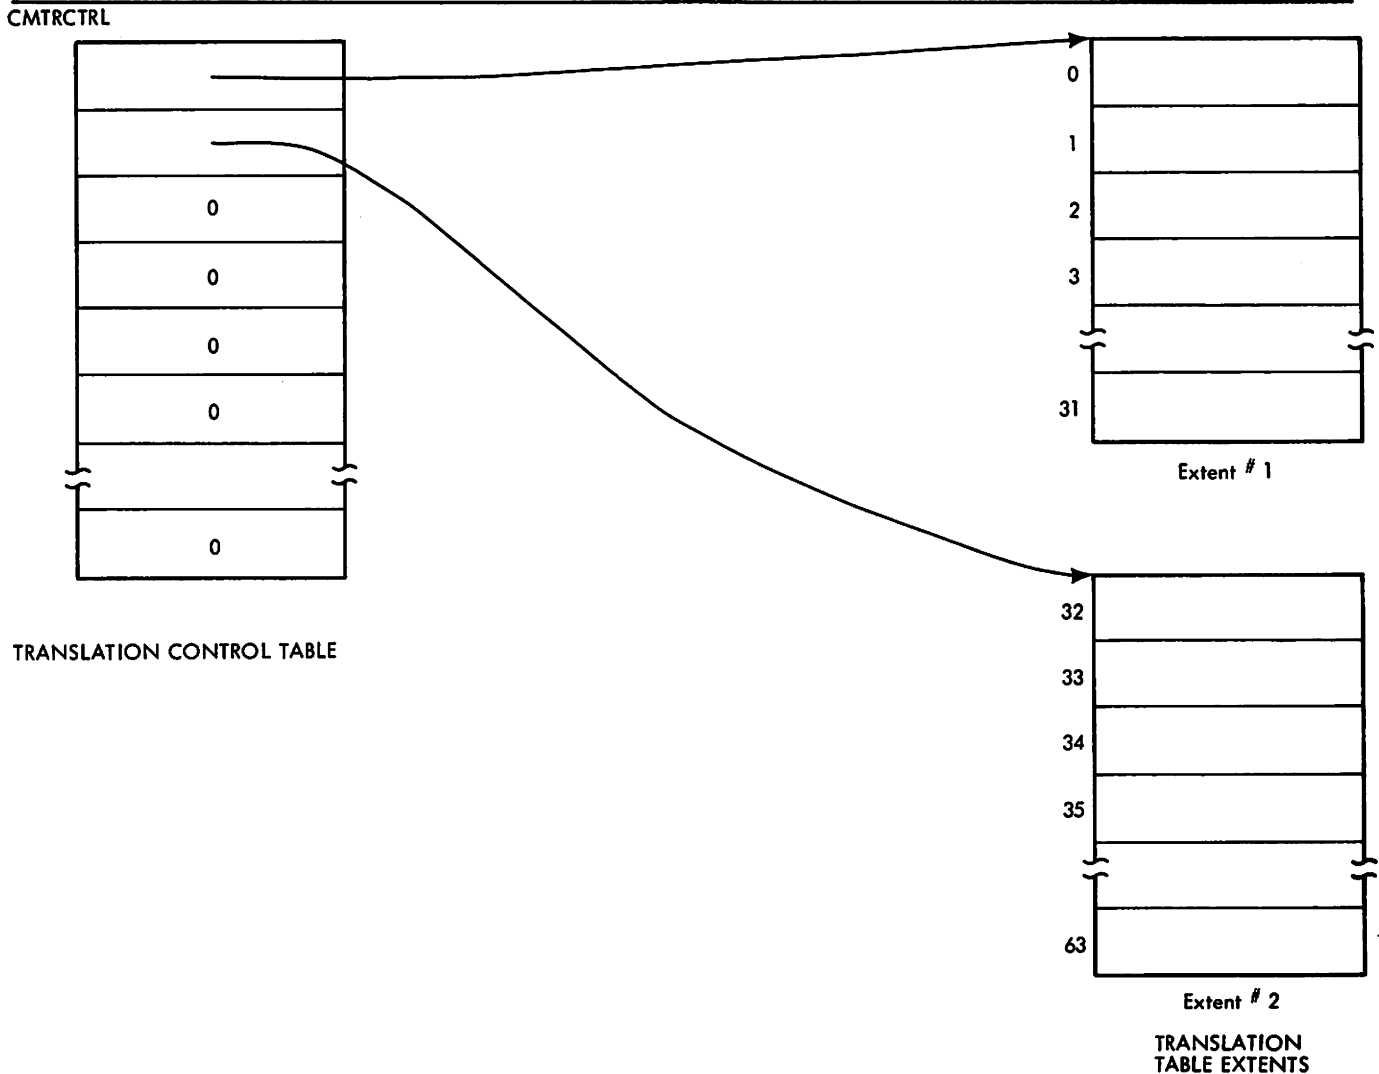 CMTRCTRL
0
0
0
0
0
TRANSLATION CONTROL TABLE
0
1
2
3
31
Extent # 1
32
33
34
35
63
Extent # 2
TRANSLATION
TABLE EXTENTS